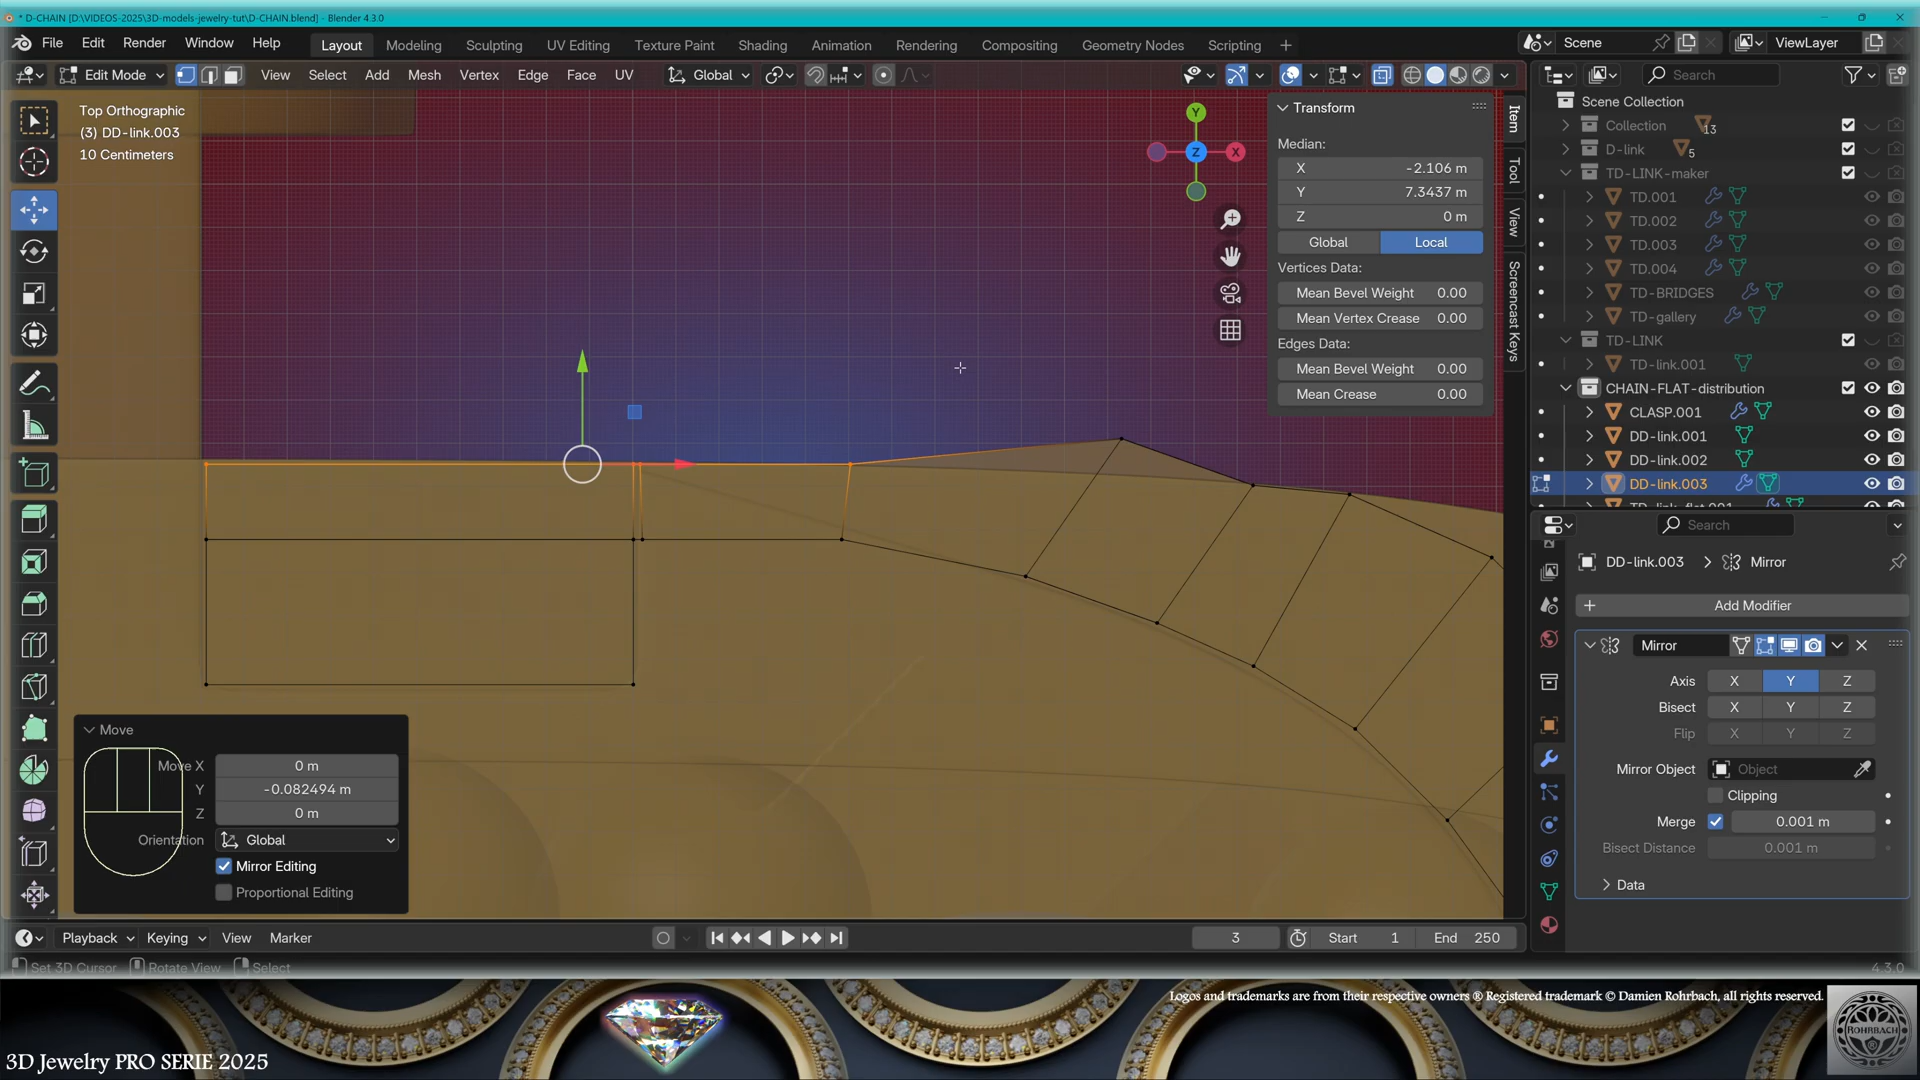 * D-CHAIN [D:\VIDEOS-2025\3D-models-jewelry-tut\D-CHAIN.blend] - Blender 4.3.0
File Edit Render Window Help Layout Modeling Sculpting UV Editing Texture Paint Shading Animation Rendering Compositing Geometry Nodes Scripting + Scene ViewLayer
Edit Mode View Select Add Mesh Vertex Edge Face UV Global Search
Top Orthographic
(3) DD-link.003
10 Centimeters
Y
Z
X
Transform
Median:
X -2.106 m
Y 7.3437 m
Z 0 m
Global Local
Vertices Data:
Mean Bevel Weight 0.00
Mean Vertex Crease 0.00
Edges Data:
Mean Bevel Weight 0.00
Mean Crease 0.00
Item
Tool
View
Screencast Keys
Scene Collection
Collection 13
D-link 5
TD-LINK-maker
TD.001
TD.002
TD.003
TD.004
TD-BRIDGES
TD-gallery
TD-LINK
TD-link.001
CHAIN-FLAT-distribution
CLASP.001
DD-link.001
DD-link.002
DD-link.003
TD-link-flat.001
Search
DD-link.003 > Mirror
+ Add Modifier
Mirror
Axis X Y Z
Bisect X Y Z
Flip X Y Z
Mirror Object Object
Clipping
Merge 0.001 m
Bisect Distance 0.001 m
Data
Move
Move X 0 m
Y -0.082494 m
Z 0 m
Orientation Global
Mirror Editing
Proportional Editing
Playback Keying View Marker 3 Start 1 End 250
Set 3D Cursor Rotate View Select 4.3.0
Logos and trademarks are from their respective owners ® Registered trademark © Damien Rohrbach, all rights reserved.
ROHRBACH
3D Jewelry PRO SERIE 2025